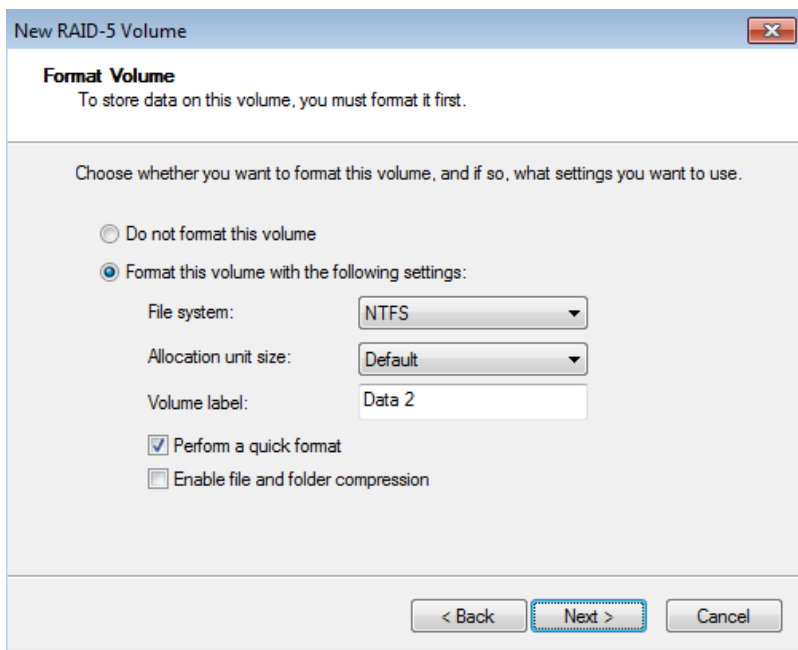 New RAID-5 Volume
Format Volume
To store data on this volume, you must format it first.
Choose whether you want to format this volume, and if so, what settings you want to use.
Do not format this volume
Format this volume with the following settings:
File system: NTFS
Allocation unit size: Default
Volume label: Data 2
Perform a quick format
Enable file and folder compression
< Back Next > Cancel